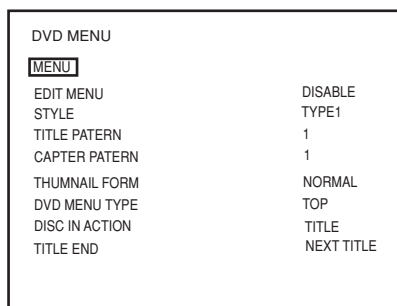 DVD MENU
MENU
EDIT MENU DISABLE
STYLE TYPE1
TITLE PATERN 1
CAPTER PATERN 1
THUMNAIL FORM NORMAL
DVD MENU TYPE TOP
DISC IN ACTION TITLE
TITLE END NEXT TITLE